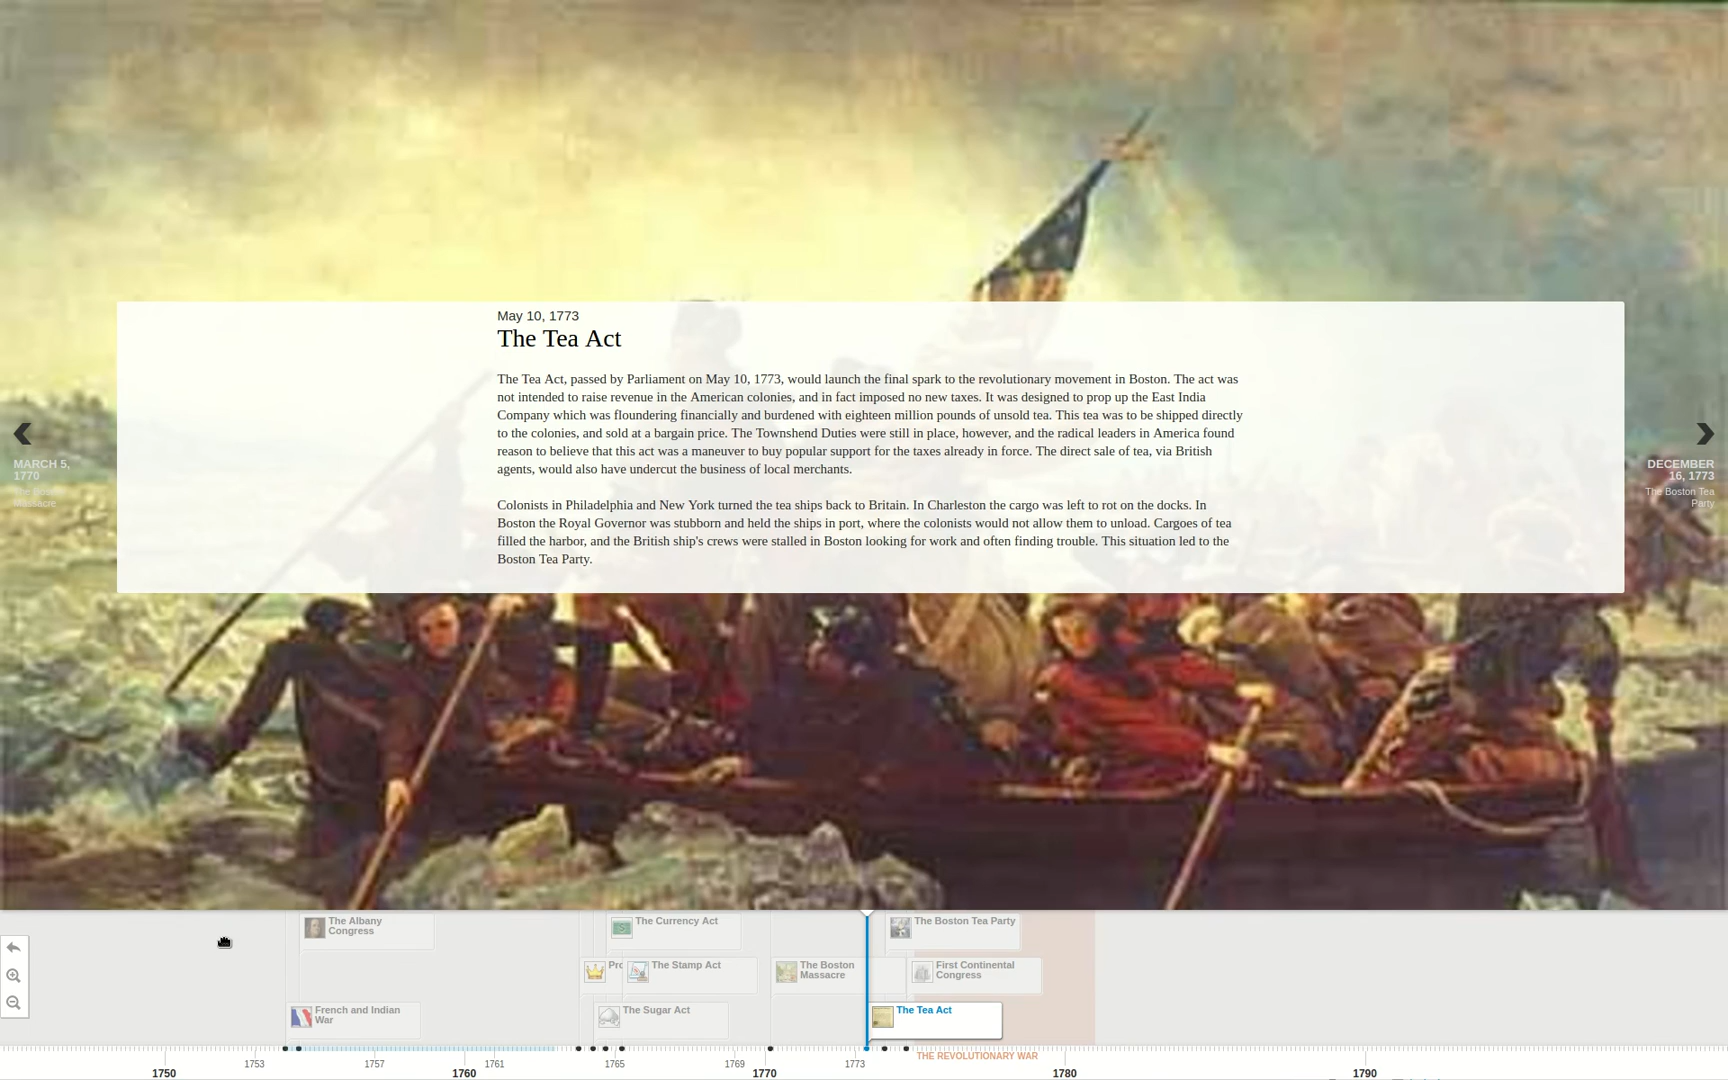 May 10, 1773
The Tea Act
The Tea Act, passed by Parliament on May 10, 1773, would launch the final spark to the revolutionary movement in Boston. The act was
not intended to raise revenue in the American colonies, and in fact imposed no new taxes. It was designed to prop up the East India
Company which was floundering financially and burdened with eighteen million pounds of unsold tea. This tea was to be shipped directly
to the colonies, and sold at a bargain price. The Townshend Duties were still in place, however, and the radical leaders in America found
reason to believe that this act was a maneuver to buy popular support for the taxes already in force. The direct sale of tea, via British
agents, would also have undercut the business of local merchants.
Colonists in Philadelphia and New York turned the tea ships back to Britain. In Charleston the cargo was left to rot on the docks. In
Boston the Royal Governor was stubborn and held the ships in port, where the colonists would not allow them to unload. Cargoes of tea
filled the harbor, and the British ship's crews were stalled in Boston looking for work and often finding trouble. This situation led to the
Boston Tea Party.
MARCH 5,
1770
The Boston
Massacre
DECEMBER
16, 1773
The Boston Tea
Party
The Albany
Congress
The Currency Act
The Boston Tea Party
Pro
The Stamp Act
The Boston
Massacre
First Continental
Congress
French and Indian
War
The Sugar Act
The Tea Act
THE REVOLUTIONARY WAR
1753
1757
1761
1765
1769
1773
1750
1760
1770
1780
1790